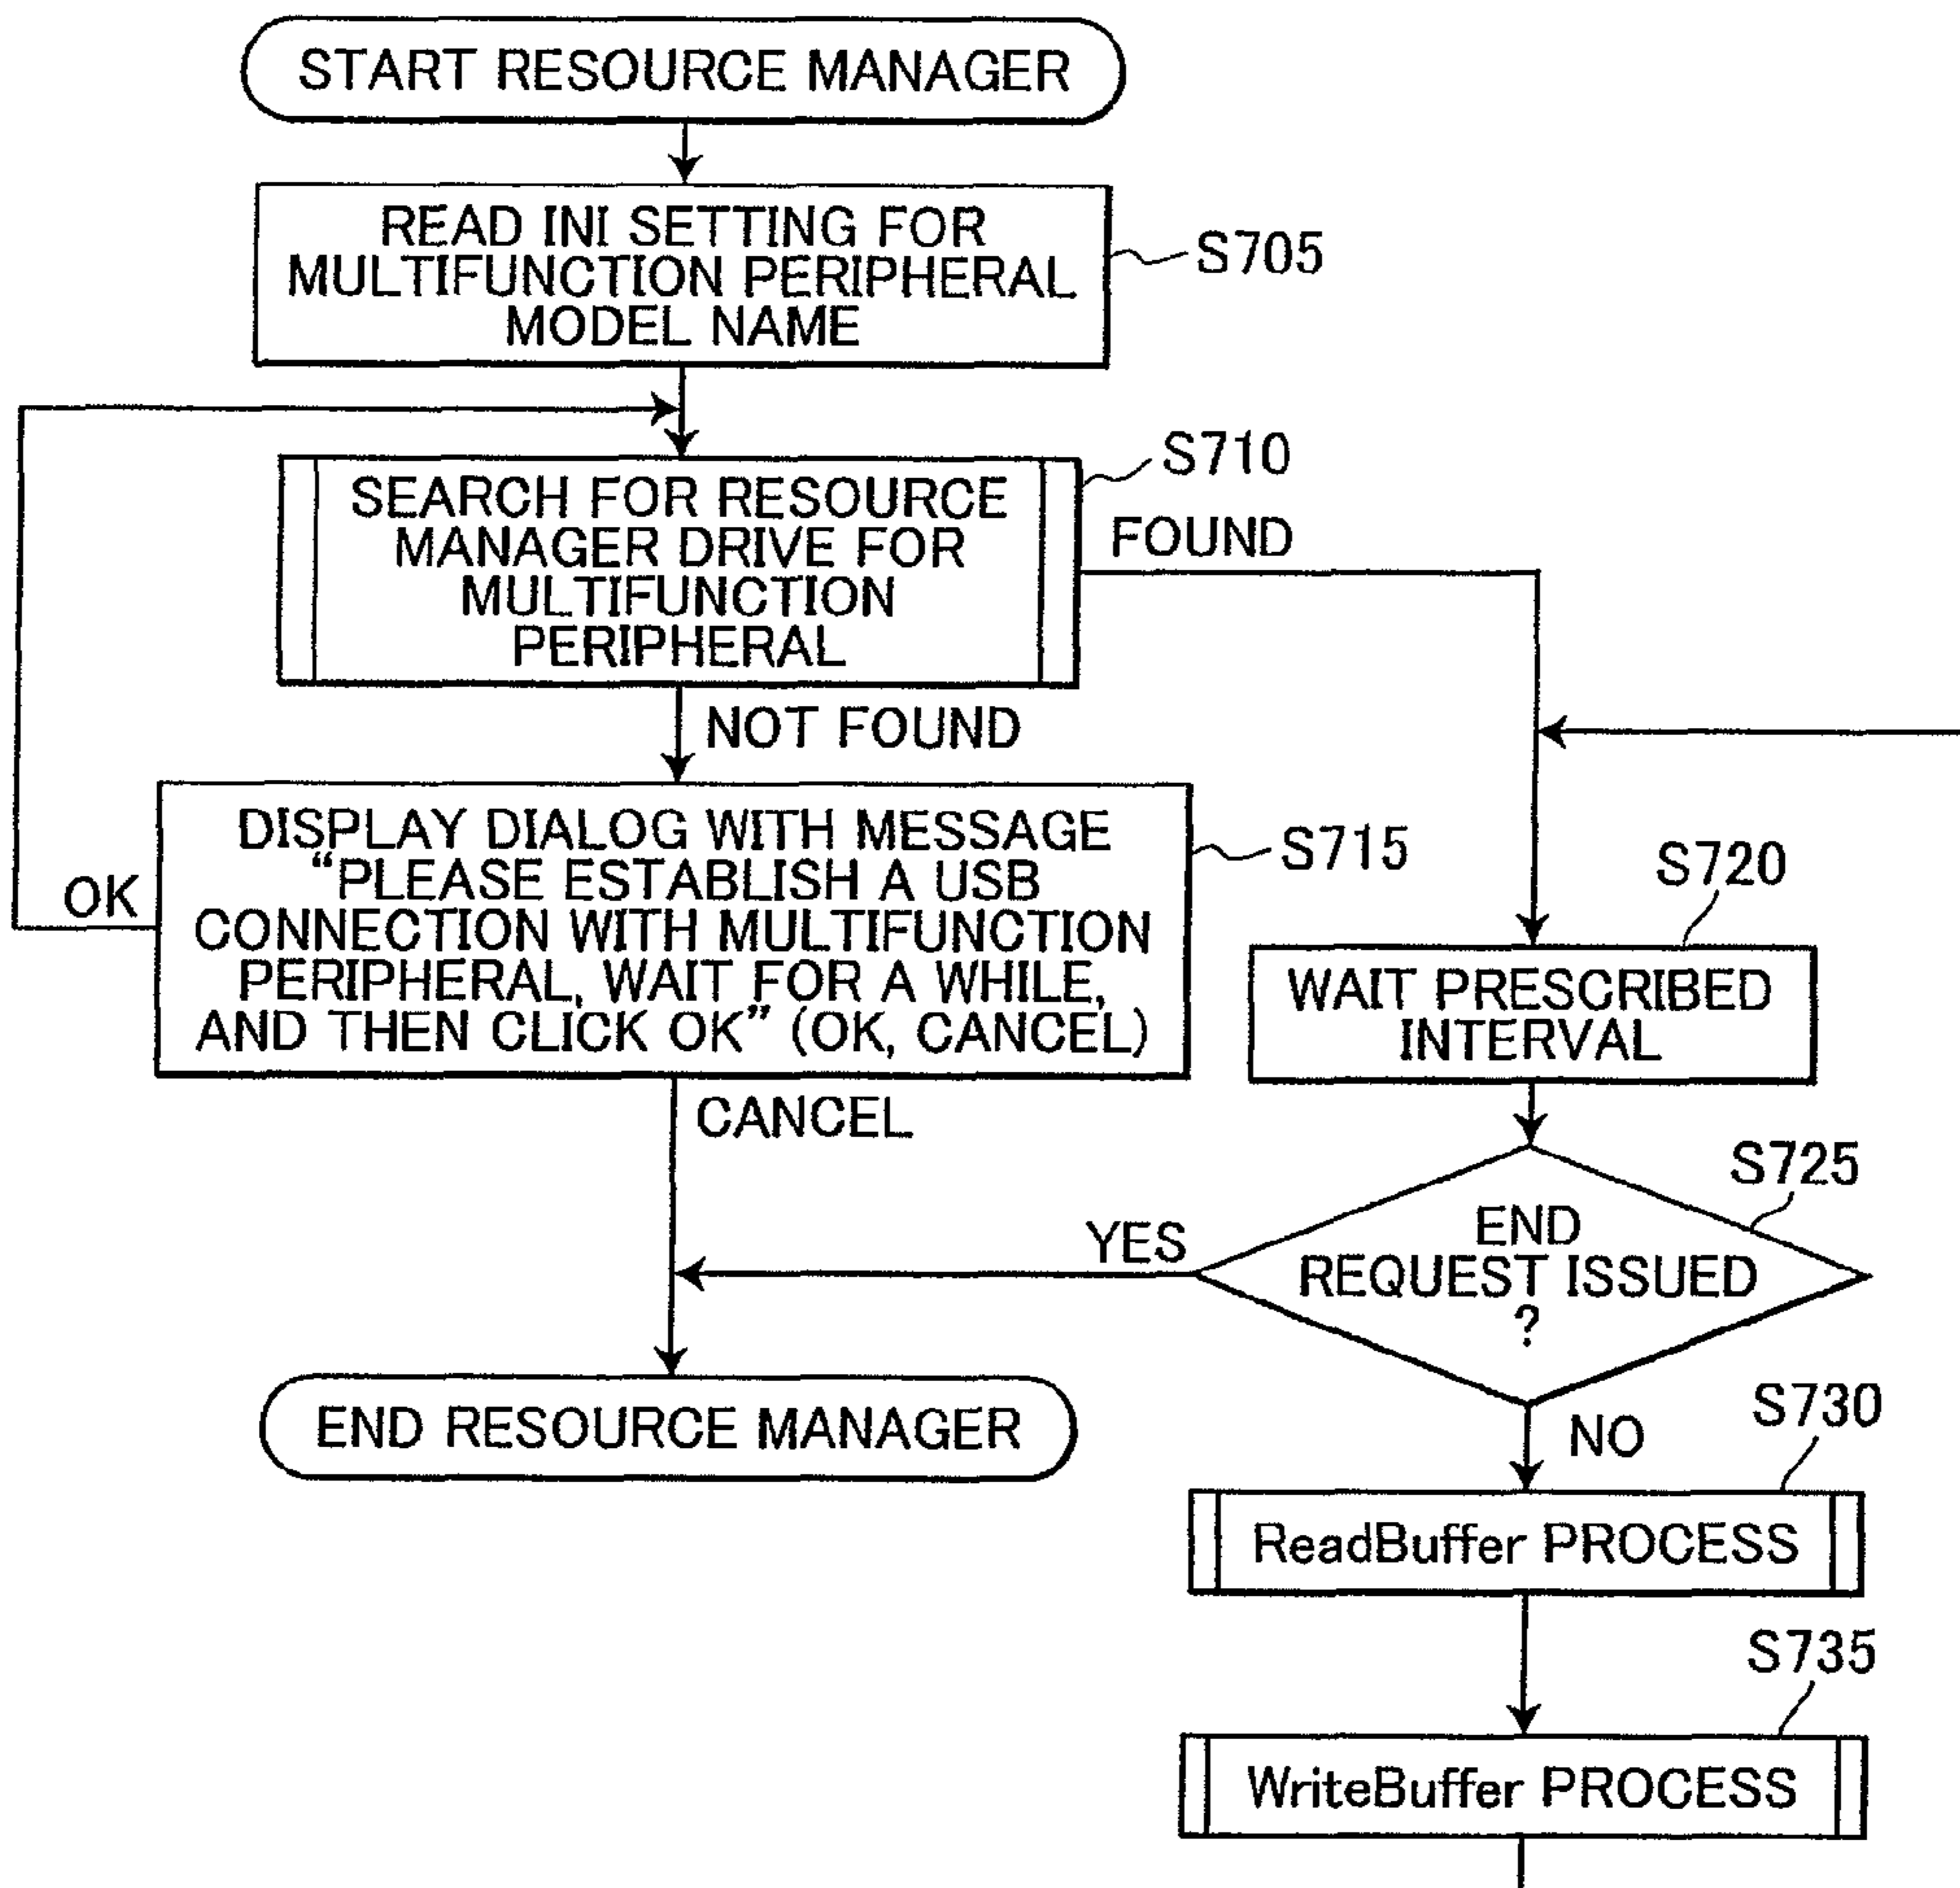 START RESOURCE MANAGER
READ INI SETTING FOR
MULTIFUNCTION PERIPHERAL
MODEL NAME
S705
SEARCH FOR RESOURCE
MANAGER DRIVE FOR
MULTIFUNCTION
PERIPHERAL
S710
FOUND
NOT FOUND
DISPLAY DIALOG WITH MESSAGE
“PLEASE ESTABLISH A USB
CONNECTION WITH MULTIFUNCTION
PERIPHERAL, WAIT FOR A WHILE,
AND THEN CLICK OK” (OK, CANCEL)
S715
OK
CANCEL
S720
WAIT PRESCRIBED
INTERVAL
S725
END
REQUEST ISSUED
?
YES
NO
END RESOURCE MANAGER
S730
ReadBuffer PROCESS
S735
WriteBuffer PROCESS